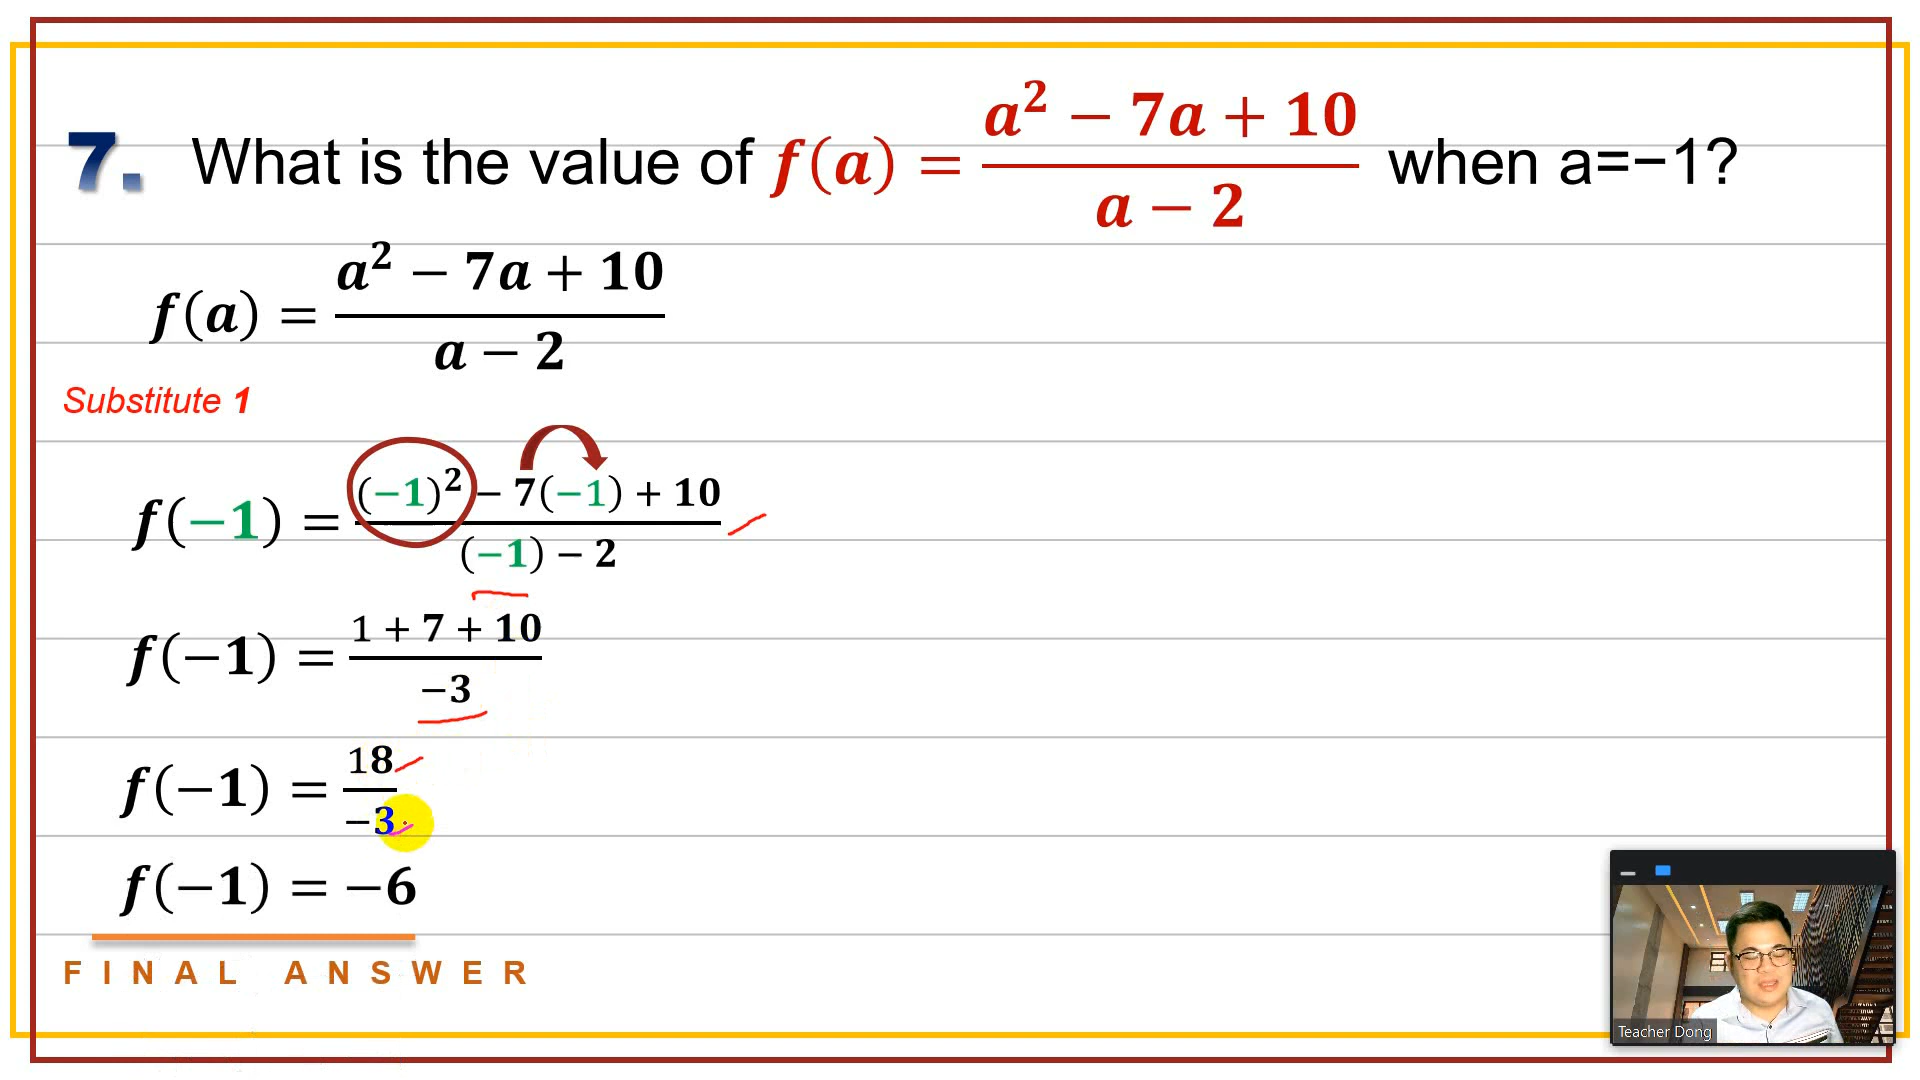 7. What is the value of f(a) = (a² − 7a + 10)/(a − 2) when a=−1?
f(a) = (a² − 7a + 10)/(a − 2)
Substitute 1
f(−1) = ((−1)² − 7(−1) + 10)/((−1) − 2)
f(−1) = (1 + 7 + 10)/(−3)
f(−1) = 18/(−3)
f(−1) = −6
FINAL ANSWER
Teacher Dong